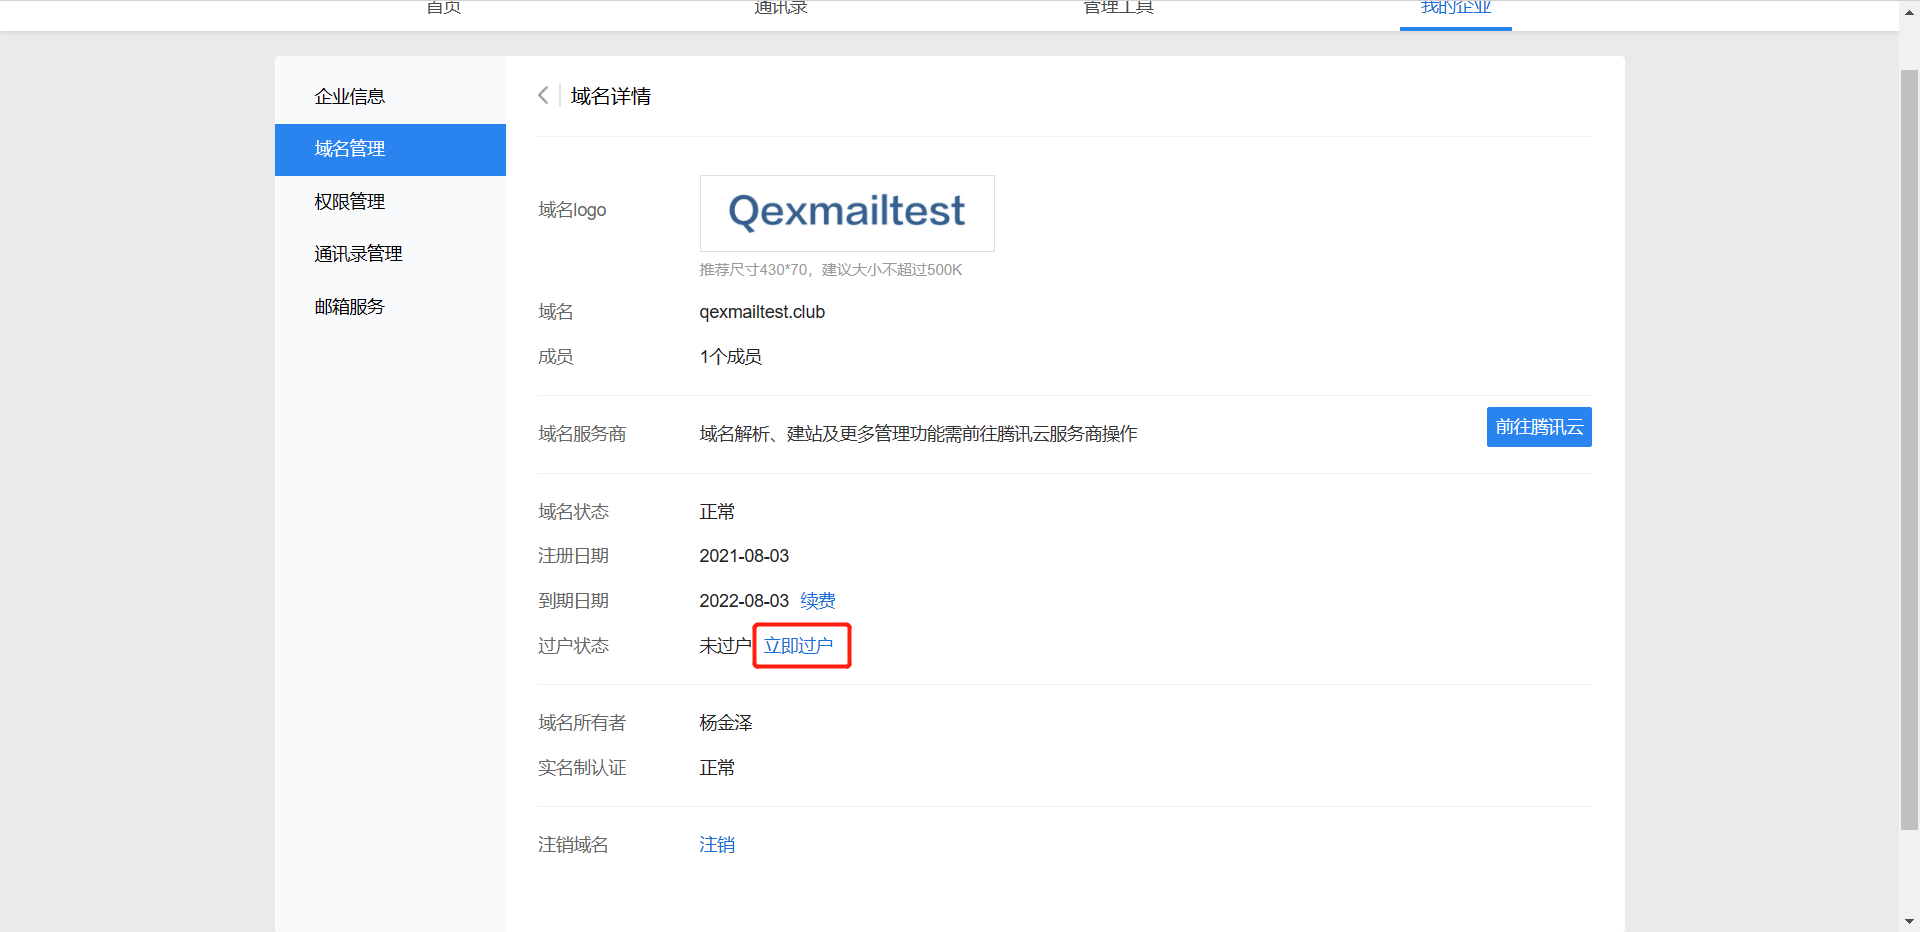 首页
通讯录
管理工具
我的企业
企业信息
域名管理
权限管理
通讯录管理
邮箱服务
域名详情
域名logo
Qexmailtest
推荐尺寸430*70，建议大小不超过500K
域名 qexmailtest.club
成员 1个成员
域名服务商 域名解析、建站及更多管理功能需前往腾讯云服务商操作 前往腾讯云
域名状态 正常
注册日期 2021-08-03
到期日期 2022-08-03 续费
过户状态 未过户 立即过户
域名所有者 杨金泽
实名制认证 正常
注销域名 注销